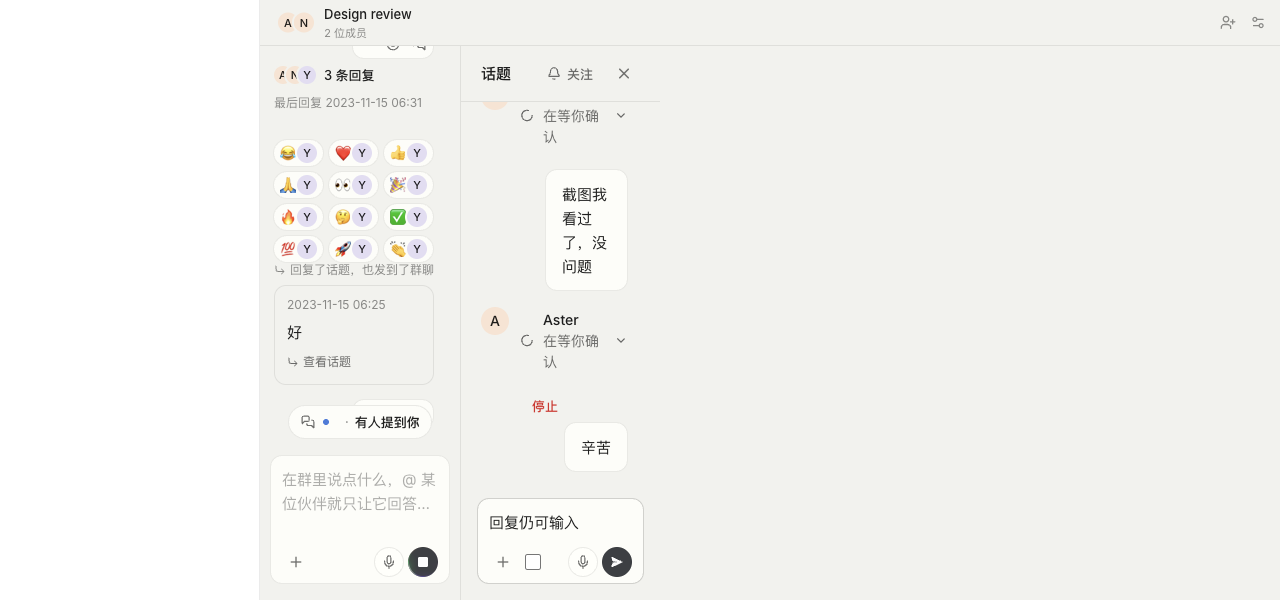 A N Design review
2 位成员
A N Y 3 条回复
最后回复 2023-11-15 06:31
Y Y Y
Y Y Y
Y Y Y
💯 Y Y Y
回复了话题，也发到了群聊
2023-11-15 06:25
好
查看话题
· 有人提到你
在群里说点什么，@ 某
位伙伴就只让它回答...
话题 关注
在等你确
认
截图我
看过
了，没
问题
A Aster
在等你确
认
停止
辛苦
回复仍可输入